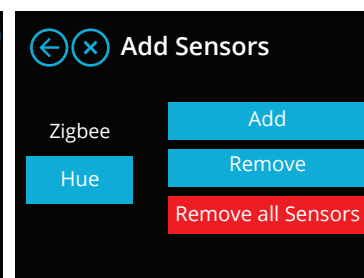 Add Sensors
Zigbee
Hue
Add
Remove
Remove all Sensors